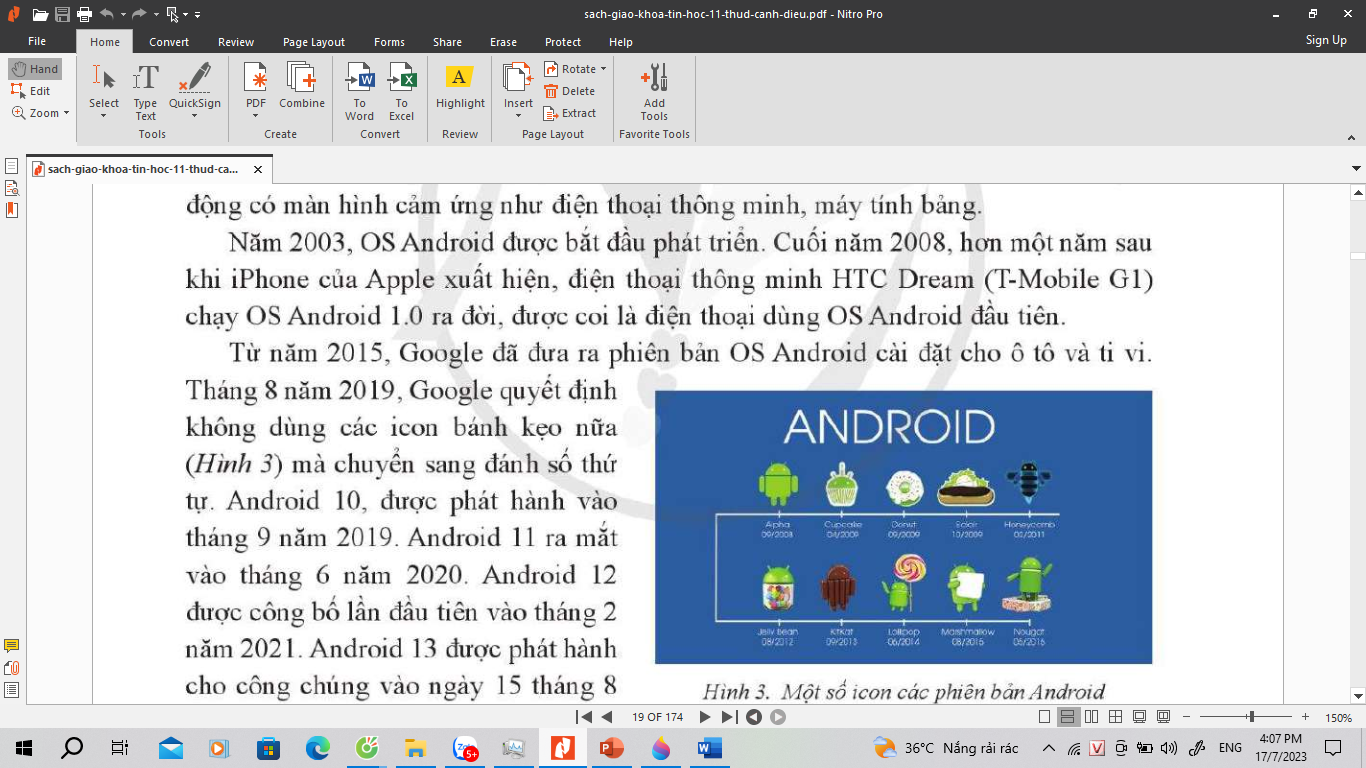 sach-giao-khoa-tin-hoc-11-thud-canh-dieu.pdf - Nitro Pro
File Home Convert Review Page Layout Forms Share Erase Protect Help Sign Up
Hand
Edit
Zoom
Select
Type Text
QuickSign
Tools
PDF
Combine
Create
To Word
To Excel
Convert
Highlight
Review
Insert
Rotate
Delete
Extract
Page Layout
Add Tools
Favorite Tools
sach-giao-khoa-tin-hoc-11-thud-ca...
động có màn hình cảm ứng như điện thoại thông minh, máy tính bảng.
Năm 2003, OS Android được bắt đầu phát triển. Cuối năm 2008, hơn một năm sau
khi iPhone của Apple xuất hiện, điện thoại thông minh HTC Dream (T-Mobile G1)
chạy OS Android 1.0 ra đời, được coi là điện thoại dùng OS Android đầu tiên.
Từ năm 2015, Google đã đưa ra phiên bản OS Android cài đặt cho ô tô và ti vi.
Tháng 8 năm 2019, Google quyết định
không dùng các icon bánh kẹo nữa
(Hình 3) mà chuyển sang đánh số thứ
tự. Android 10, được phát hành vào
tháng 9 năm 2019. Android 11 ra mắt
vào tháng 6 năm 2020. Android 12
được công bố lần đầu tiên vào tháng 2
năm 2021. Android 13 được phát hành
cho công chúng vào ngày 15 tháng 8
ANDROID
Alpha Cupcake Donut Eclair Honeycomb
09/2008 04/2009 09/2009 10/2009 02/2011
Jelly bean KitKat Lollipop Marshmallow Nougat
08/2012 09/2013 06/2014 08/2015
Hình 3. Một số icon các phiên bản Android
19 OF 174
150%
5+
36°C Nắng rải rác
ENG
4:07 PM
17/7/2023